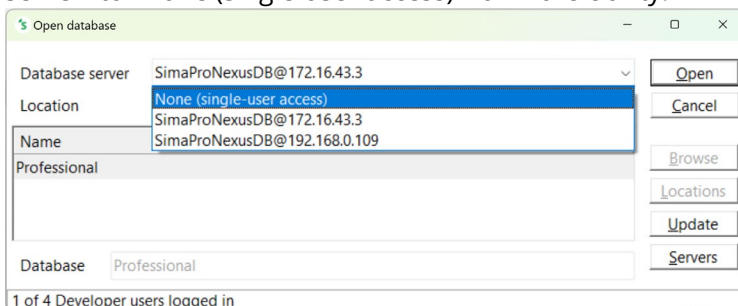 Open database
Database server SimaProNexusDB@172.16.43.3 Open
None (single-user access)
Location Cancel
SimaProNexusDB@172.16.43.3
SimaProNexusDB@192.168.0.109
Name
Browse
Professional
Locations
Update
Servers
Database Professional
1 of 4 Developer users logged in